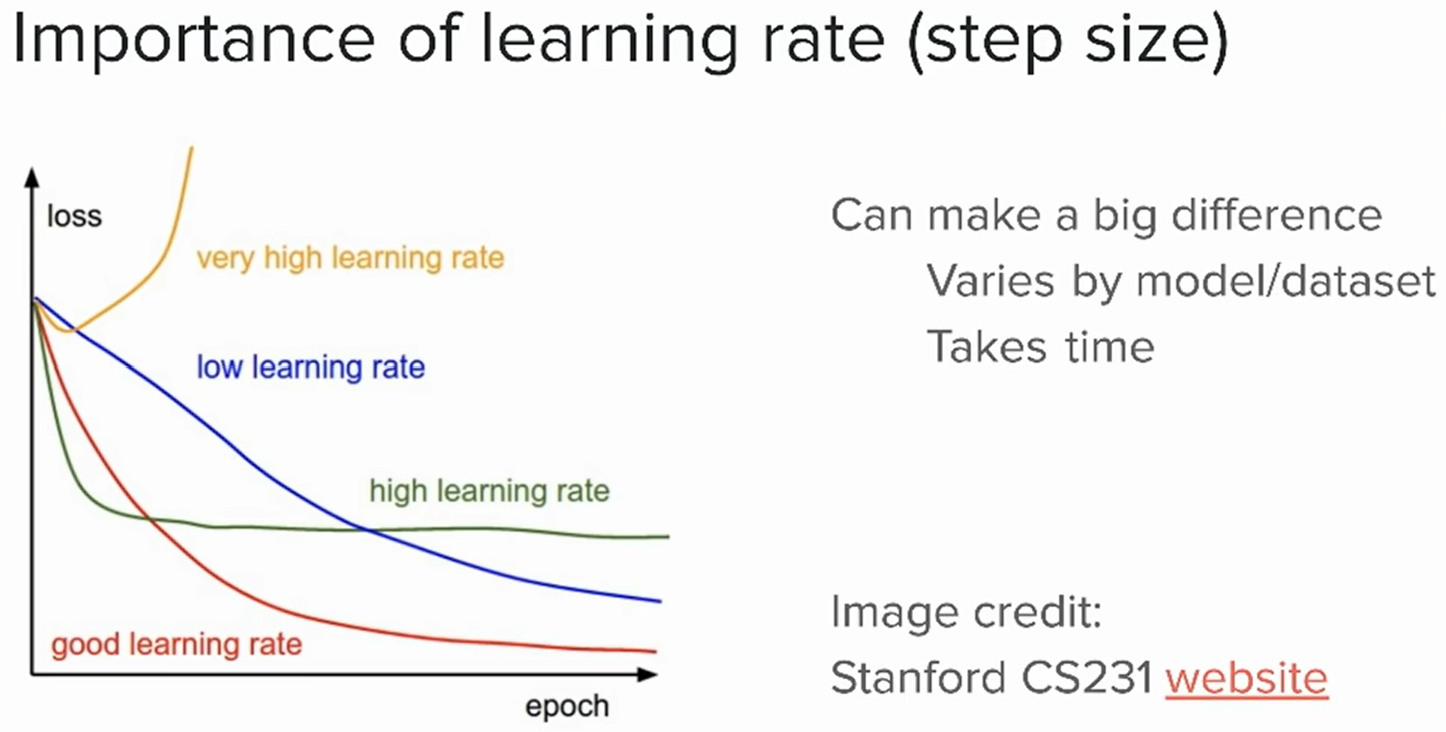 Importance of learning rate (step size)
loss
very high learning rate
low learning rate
high learning rate
good learning rate
epoch
Can make a big difference
Varies by model/dataset
Takes time
Image credit:
Stanford CS231 website